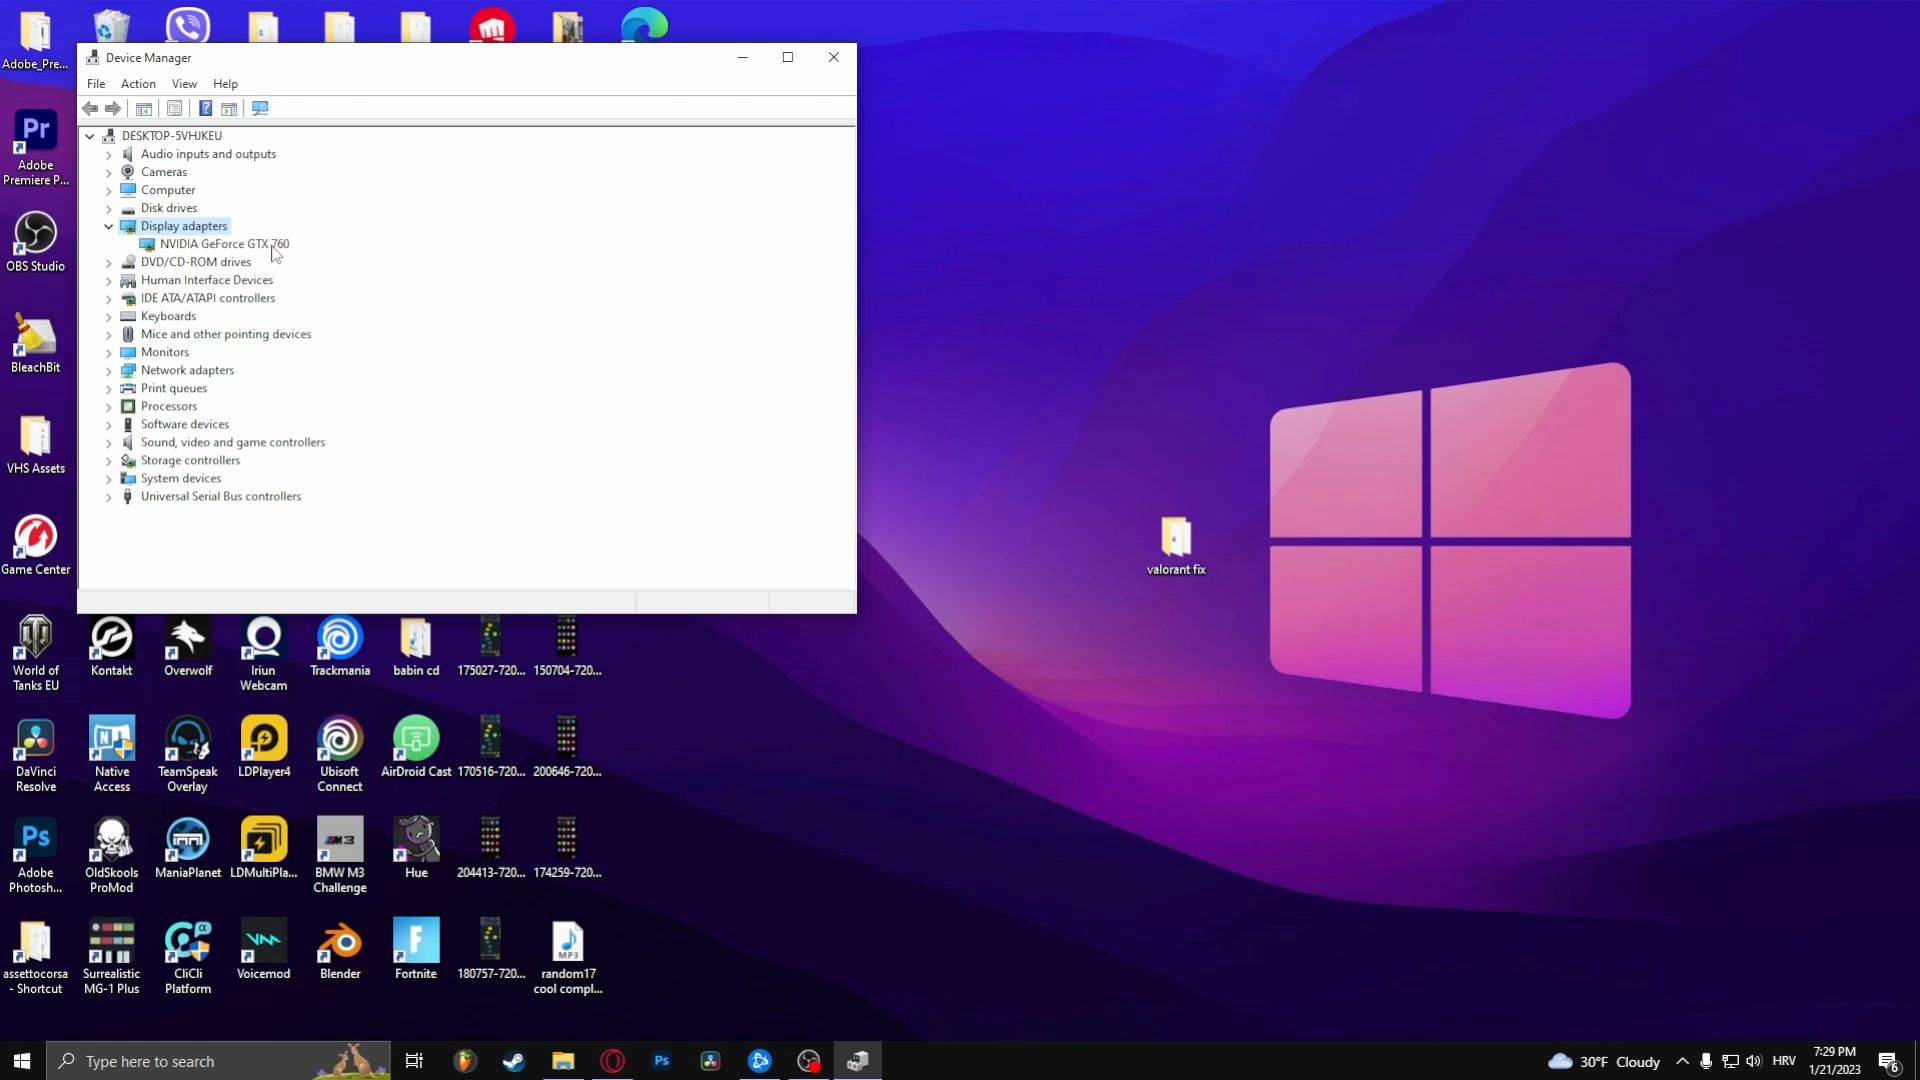 Device Manager
File Action View Help
DESKTOP-5VHJKEU
Audio inputs and outputs
Cameras
Computer
Disk drives
Display adapters
NVIDIA GeForce GTX 760
DVD/CD-ROM drives
Human Interface Devices
IDE ATA/ATAPI controllers
Keyboards
Mice and other pointing devices
Monitors
Network adapters
Print queues
Processors
Software devices
Sound, video and game controllers
Storage controllers
System devices
Universal Serial Bus controllers
Adobe_Pre...
Pr
Adobe
Premiere P...
OBS Studio
BleachBit
VHS Assets
Game Center
valorant fix
World of
Tanks EU
Kontakt
Overwolf
Iriun
Webcam
Trackmania
babin cd
175027-720...
150704-720...
DaVinci
Resolve
Native
Access
TeamSpeak
Overlay
LDPlayer4
Ubisoft
Connect
AirDroid Cast
170516-720...
200646-720...
Ps
Adobe
Photosh...
OldSkools
ProMod
ManiaPlanet
LDMultiPla...
M3
BMW M3
Challenge
Hue
204413-720...
174259-720...
assettocorsa
- Shortcut
Surrealistic
MG-1 Plus
CliCli
Platform
Voicemod
Blender
Fortnite
180757-720...
MP3
random17
cool compl...
Type here to search
Ps
30°F Cloudy
HRV
7:29 PM
1/21/2023
6